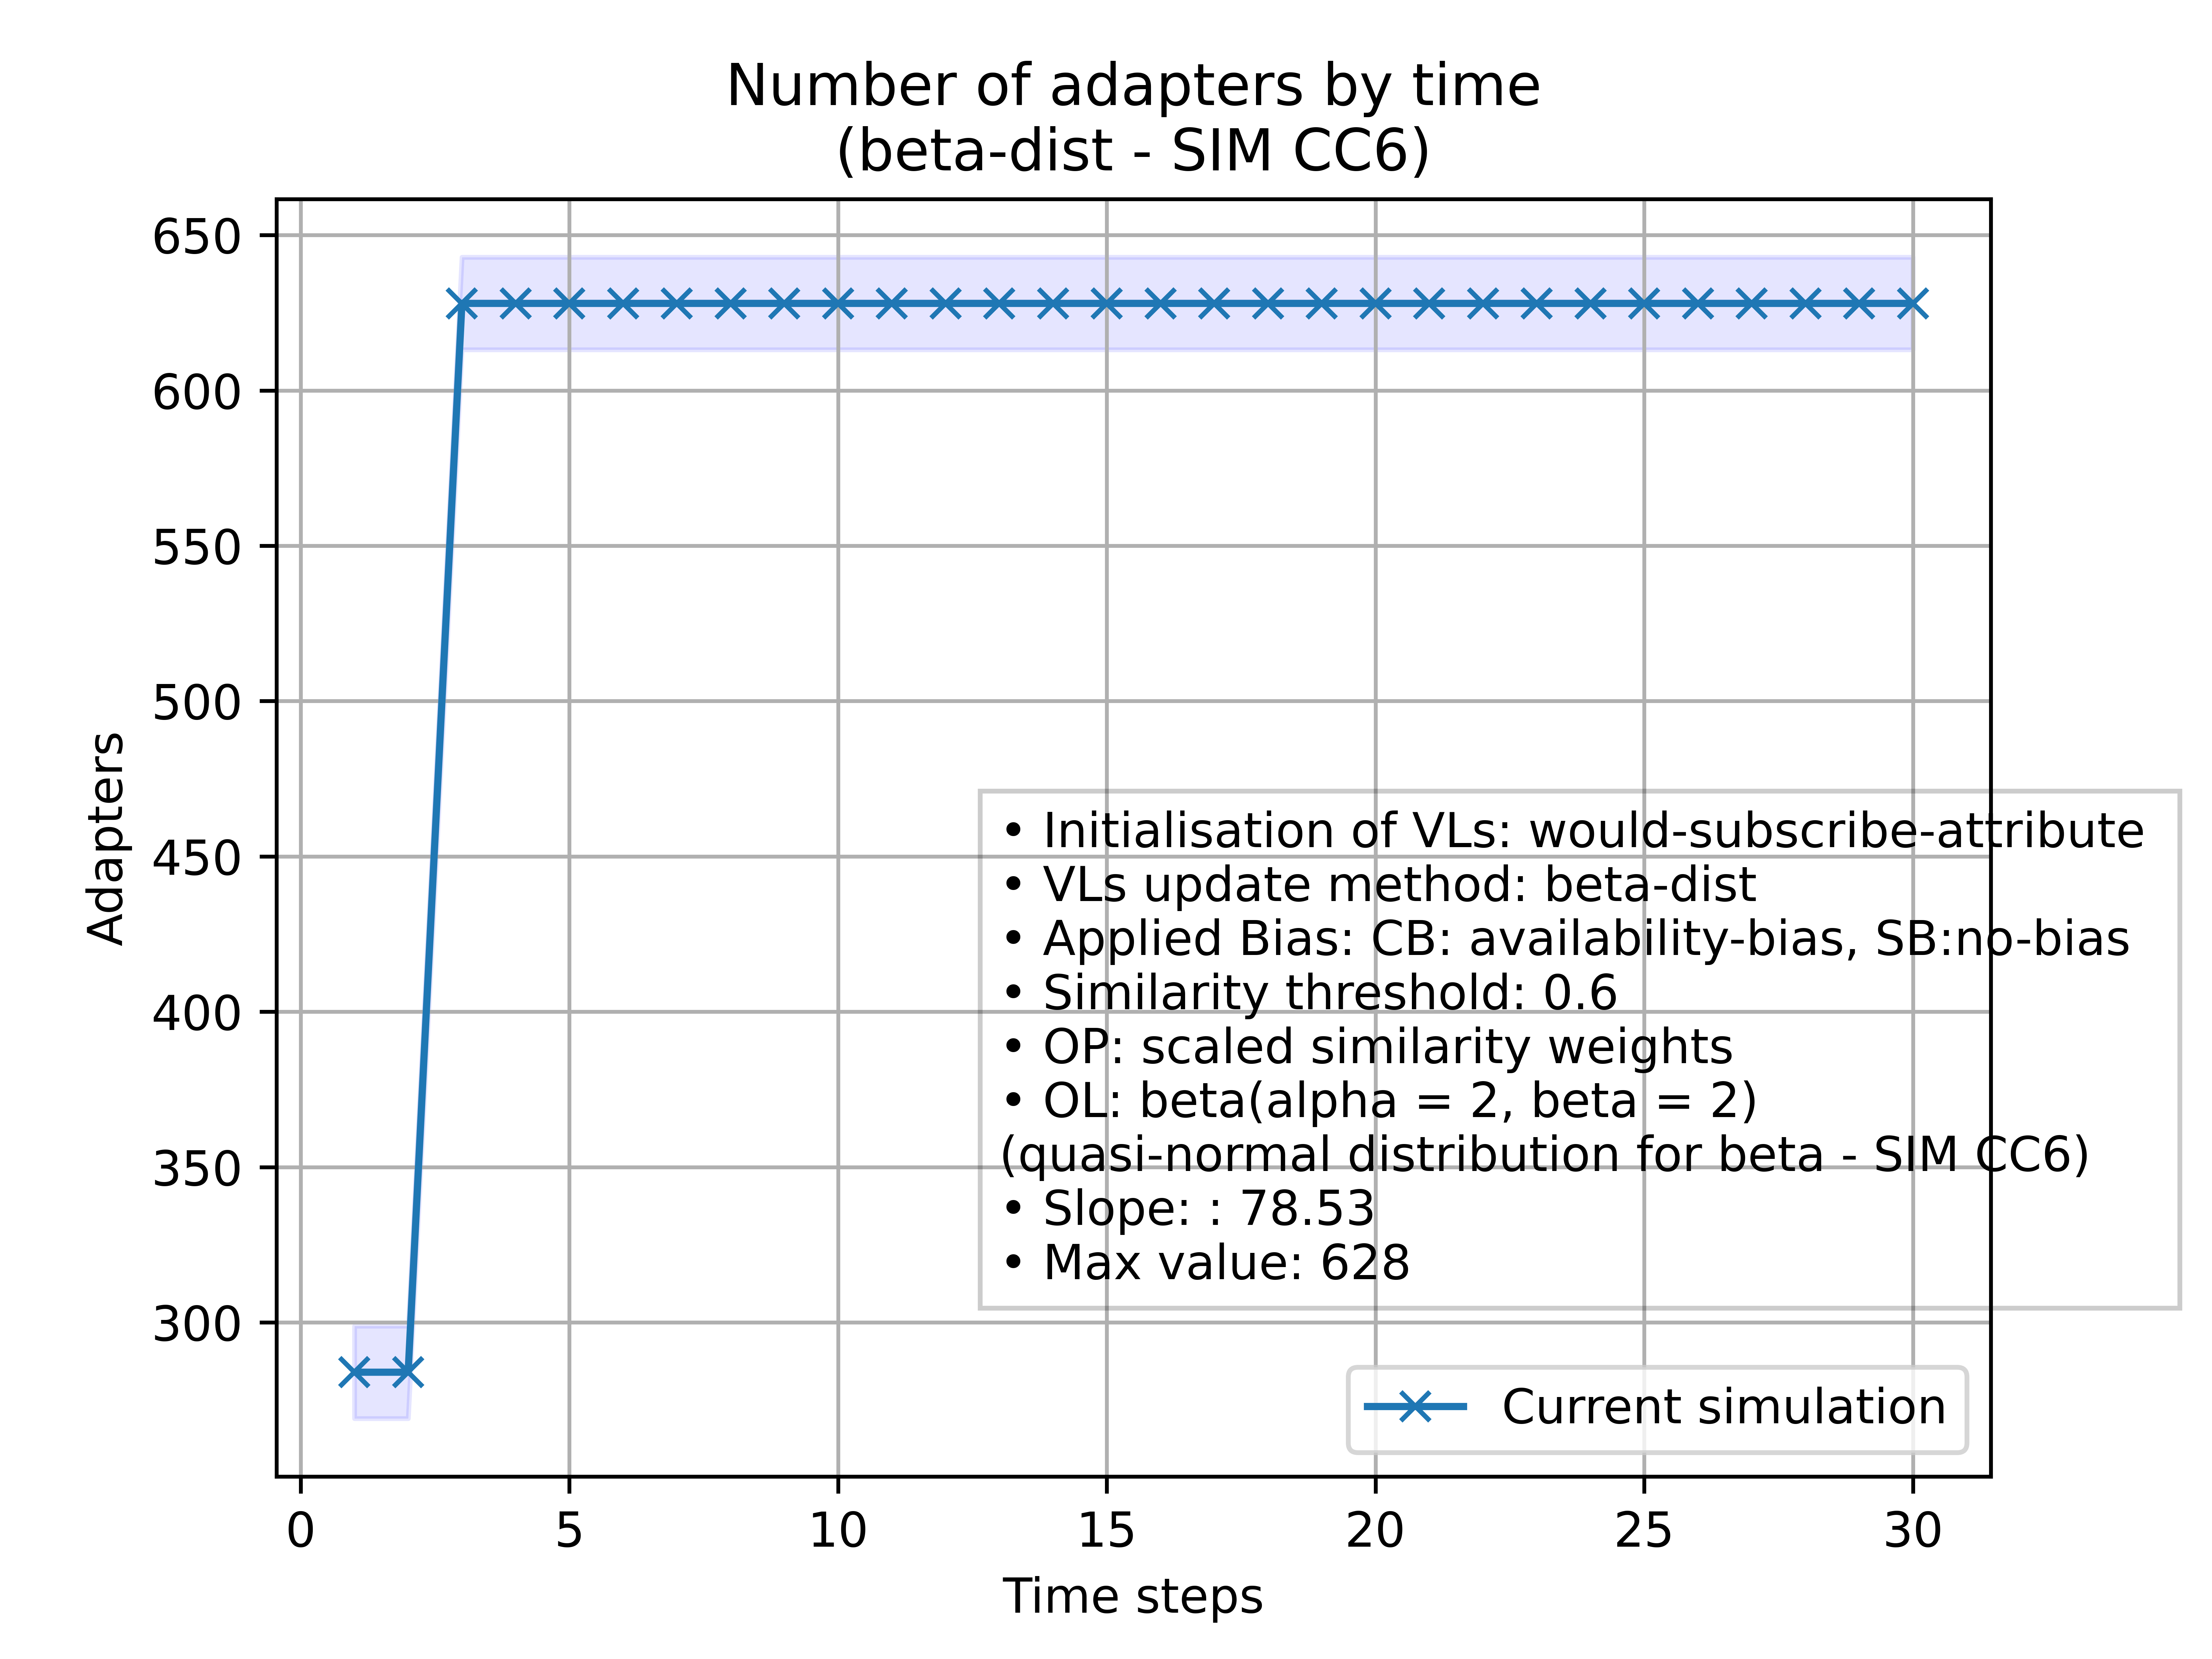 Number of adapters by time
(beta-dist - SIM CC6)
650
600
550
500
450
400
350
300
Adapters
• Initialisation of VLs: would-subscribe-attribute
• VLs update method: beta-dist
• Applied Bias: CB: availability-bias, SB:no-bias
• Similarity threshold: 0.6
• OP: scaled similarity weights
• OL: beta(alpha = 2, beta = 2)
(quasi-normal distribution for beta - SIM CC6)
• Slope: : 78.53
• Max value: 628
Current simulation
0 5 10 15 20 25 30
Time steps